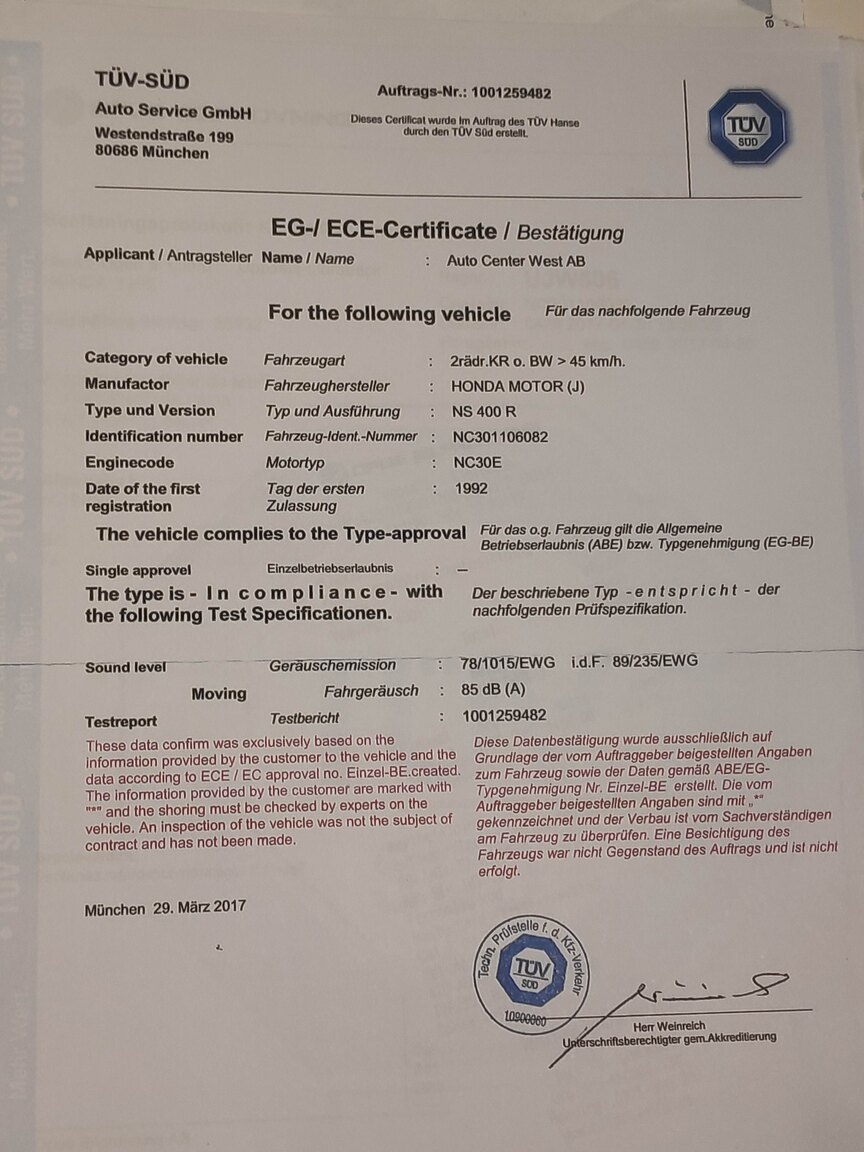 TÜV-SÜD
Auto Service GmbH
Westendstraße 199
80686 München
Auftrags-Nr.: 1001259482
Dieses Certificat wurde im Auftrag des TÜV Hanse
durch den TÜV Süd erstellt.
TÜV
SÜD
EG-/ ECE-Certificate / Bestätigung
Applicant / Antragsteller Name / Name : Auto Center West AB
For the following vehicle Für das nachfolgende Fahrzeug
Category of vehicle Fahrzeugart : 2rädr.KR o. BW > 45 km/h.
Manufactor Fahrzeughersteller : HONDA MOTOR (J)
Type und Version Typ und Ausführung : NS 400 R
Identification number Fahrzeug-Ident.-Nummer : NC301106082
Enginecode Motortyp : NC30E
Date of the first Tag der ersten : 1992
registration Zulassung
The vehicle complies to the Type-approval Für das o.g. Fahrzeug gilt die Allgemeine
Betriebserlaubnis (ABE) bzw. Typgenehmigung (EG-BE)
Single approvel Einzelbetriebserlaubnis : —
The type is - In compliance - with
the following Test Specificationen.
Der beschriebene Typ - entspricht - der
nachfolgenden Prüfspezifikation.
Sound level Geräuschemission : 78/1015/EWG i.d.F. 89/235/EWG
Moving Fahrgeräusch : 85 dB (A)
Testreport Testbericht : 1001259482
These data confirm was exclusively based on the
information provided by the customer to the vehicle and the
data according to ECE / EC approval no. Einzel-BE.created.
The information provided by the customer are marked with
"*" and the shoring must be checked by experts on the
vehicle. An inspection of the vehicle was not the subject of
contract and has not been made.
Diese Datenbestätigung wurde ausschließlich auf
Grundlage der vom Auftraggeber beigestellten Angaben
zum Fahrzeug sowie der Daten gemäß ABE/EG-
Typgenehmigung Nr. Einzel-BE erstellt. Die vom
Auftraggeber beigestellten Angaben sind mit „*"
gekennzeichnet und der Verbau ist vom Sachverständigen
am Fahrzeug zu überprüfen. Eine Besichtigung des
Fahrzeugs war nicht Gegenstand des Auftrags und ist nicht
erfolgt.
München 29. März 2017
Techn. Prüfstelle f. d. Kfz-Verkehr
TÜV
SÜD
Herr Weinreich
Unterschriftsberechtigter gem.Akkreditierung